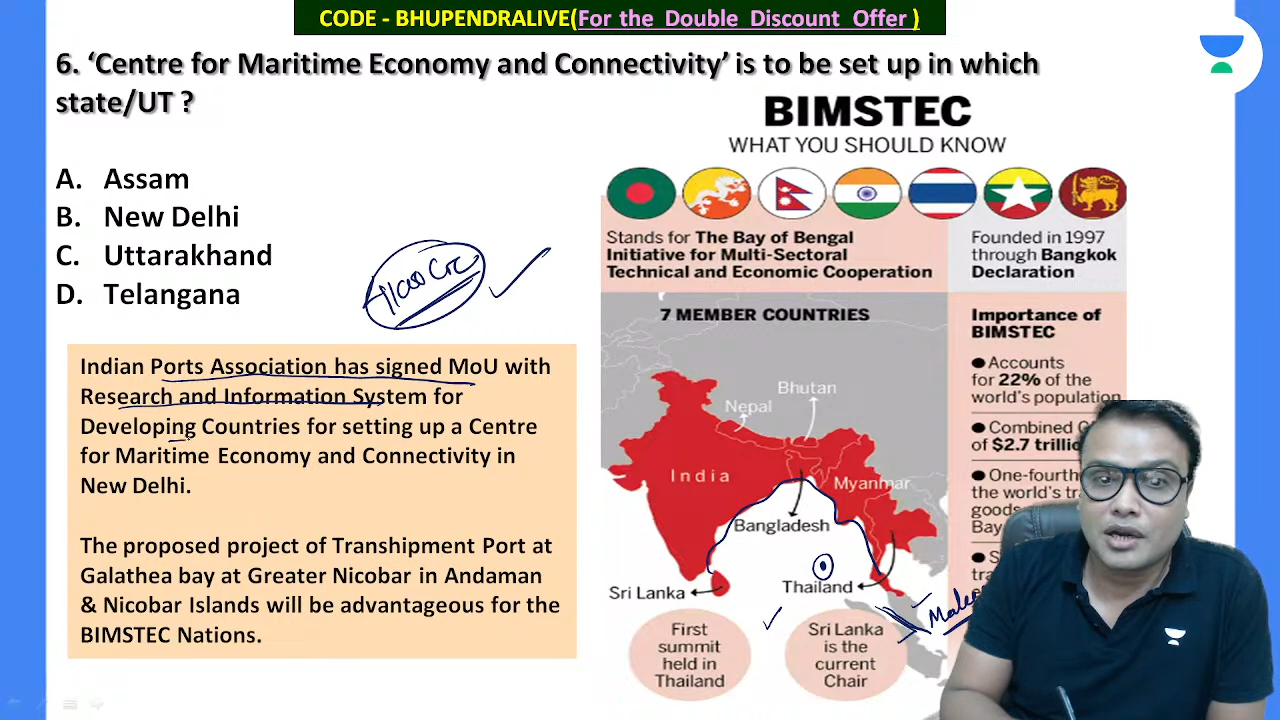 CODE - BHUPENDRALIVE(For the Double Discount Offer )
6. ‘Centre for Maritime Economy and Connectivity’ is to be set up in which
state/UT ?
A. Assam
B. New Delhi
C. Uttarakhand
D. Telangana
Indian Ports Association has signed MoU with
Research and Information System for
Developing Countries for setting up a Centre
for Maritime Economy and Connectivity in
New Delhi.
The proposed project of Transhipment Port at
Galathea bay at Greater Nicobar in Andaman
& Nicobar Islands will be advantageous for the
BIMSTEC Nations.
BIMSTEC
WHAT YOU SHOULD KNOW
Stands for The Bay of Bengal
Initiative for Multi-Sectoral
Technical and Economic Cooperation
Founded in 1997
through Bangkok
Declaration
7 MEMBER COUNTRIES
Bhutan
Nepal
India
Myanmar
Bangladesh
Thailand
Sri Lanka
First
summit
held in
Thailand
Sri Lanka
is the
current
Chair
Importance of
BIMSTEC
Accounts
for 22% of the
world's population
Combined
of $2.7
One-fourth
the world's
goods
Bay